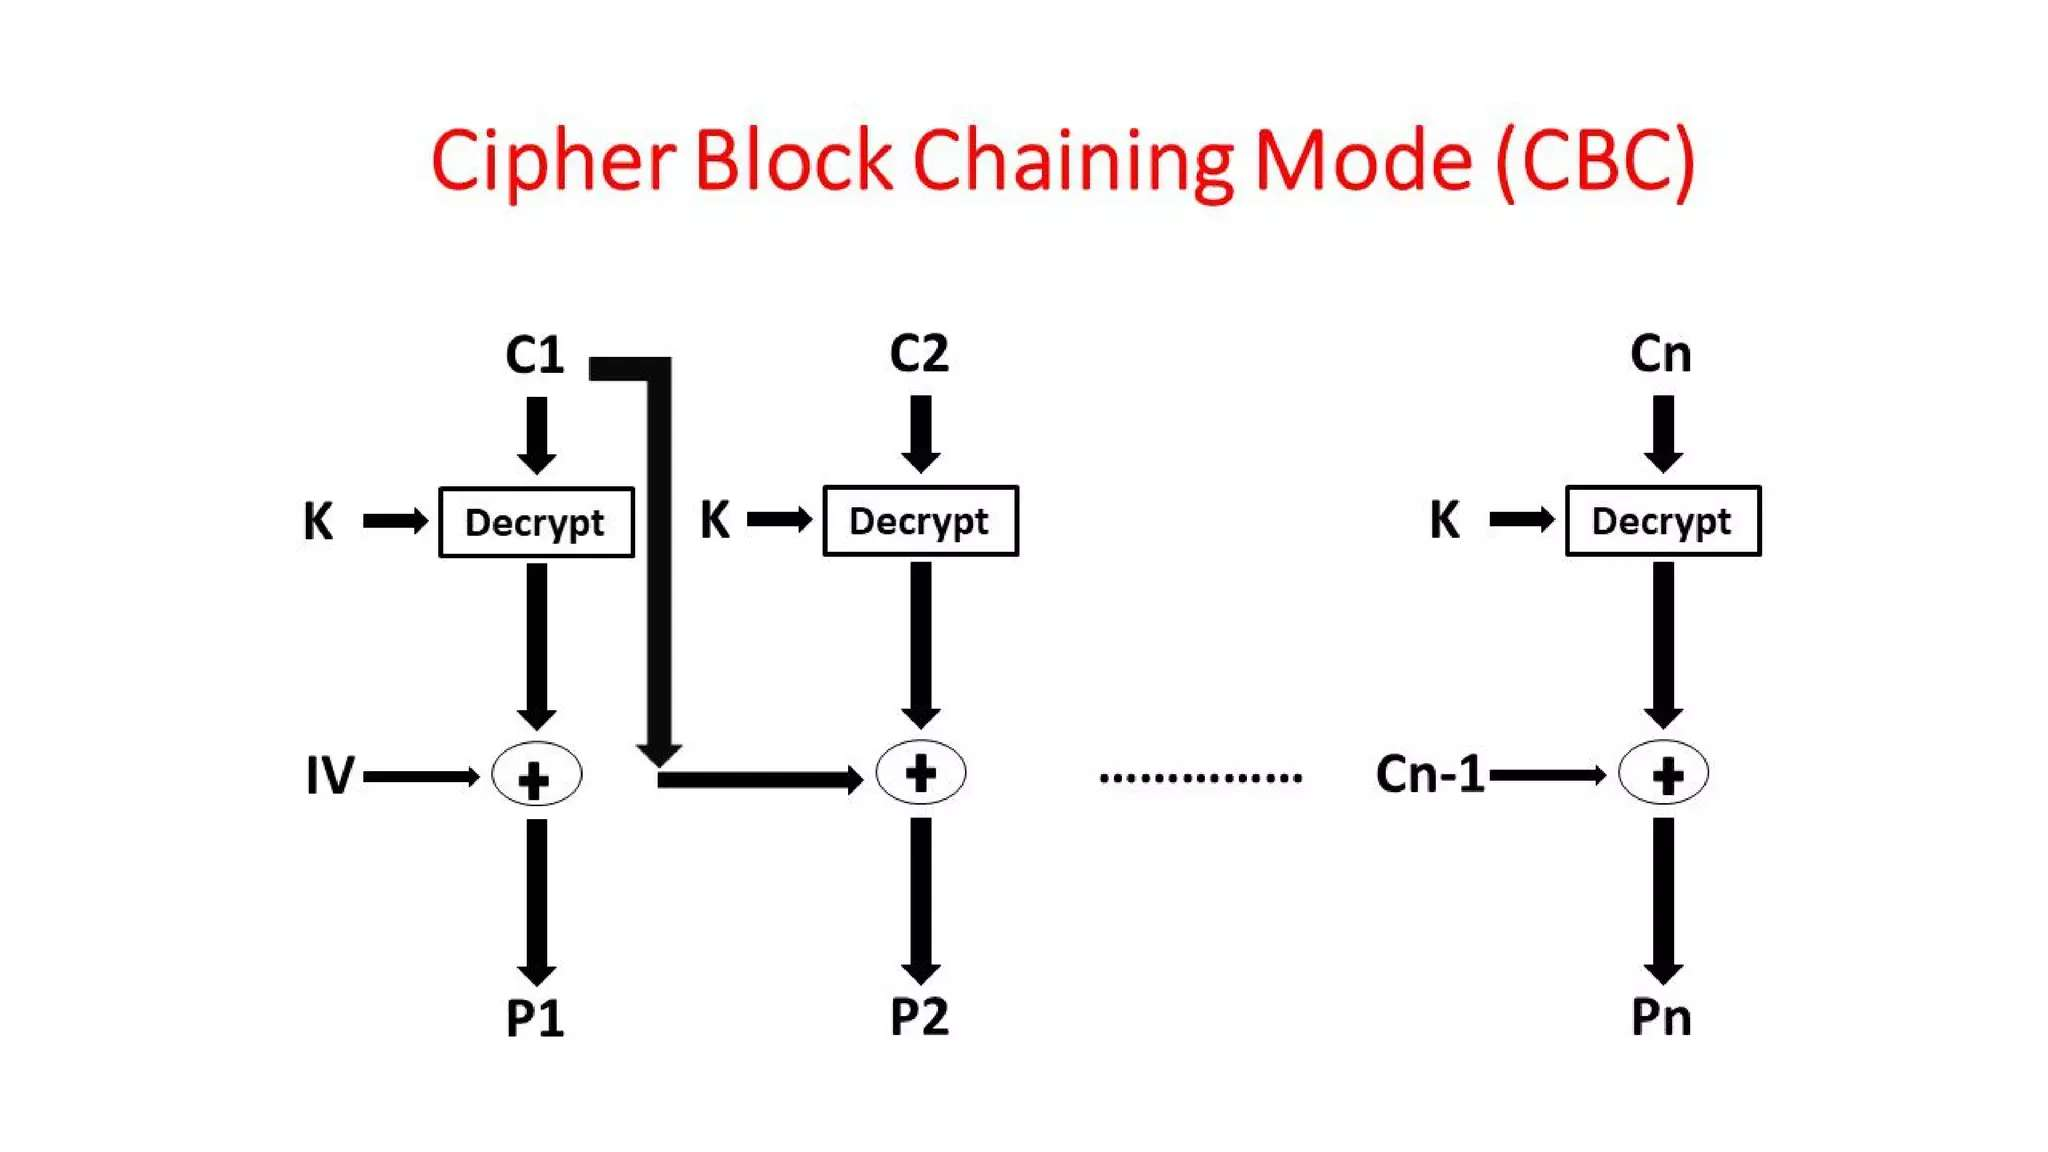 Cipher Block Chaining Mode (CBC)
C1 C2 Cn
K Decrypt K Decrypt K Decrypt
IV + + ............... Cn-1 +
P1 P2 Pn